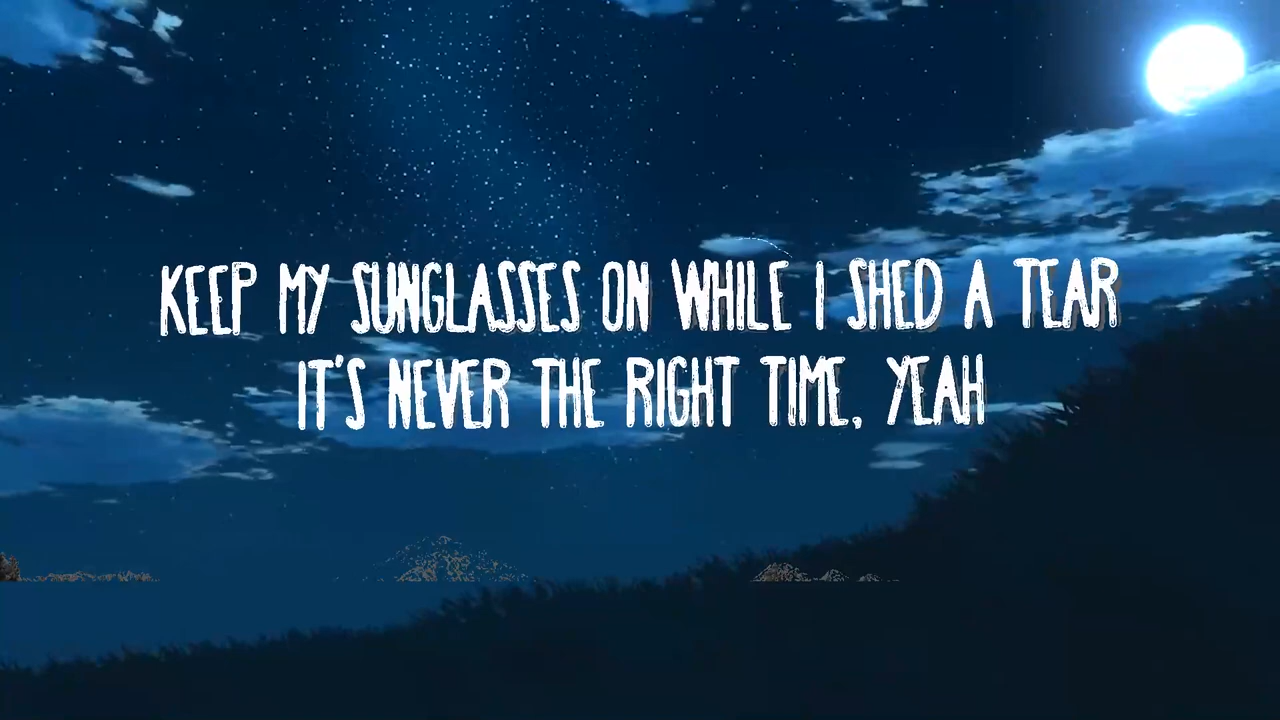 KEEP MY SUNGLASSES ON WHILE I SHED A TEAR
IT'S NEVER THE RIGHT TIME, YEAH